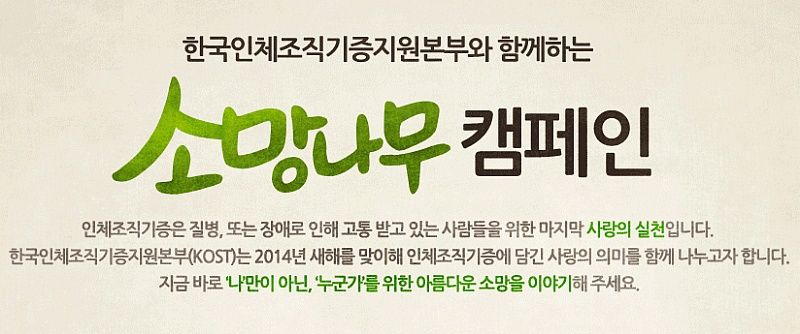 한국인체조직기증지원본부와 함께하는
소망나무 캠페인
인체조직기증은 질병, 또는 장애로 인해 고통 받고 있는 사람들을 위한 마지막 사랑의 실천입니다.
한국인체조직기증지원본부(KOST)는 2014년 새해를 맞이해 인체조직기증에 담긴 사랑의 의미를 함께 나누고자 합니다.
지금 바로 '나'만이 아닌, '누군가'를 위한 아름다운 소망을 이야기해 주세요.